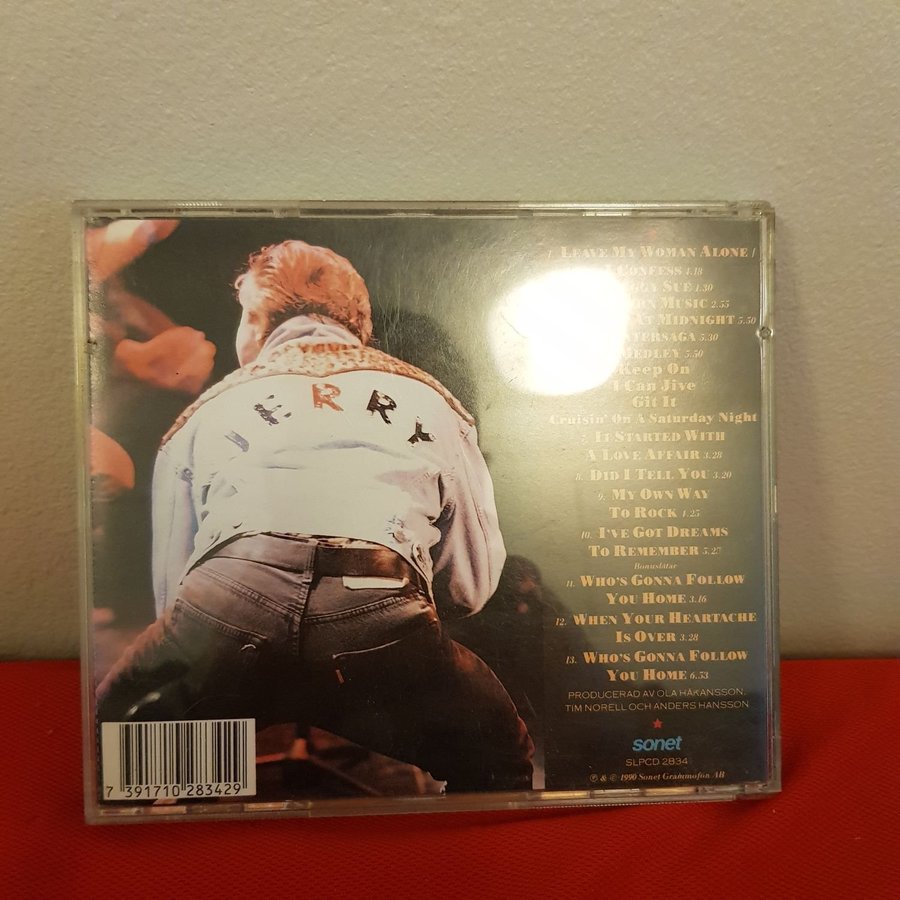 JERRY
LEAVE MY WOMAN ALONE
I CONFESS 4.18
SUE 1.30
MUSIC 2.55
AT MIDNIGHT 5.50
5.30
MEDLEY 5.50
KEEP ON
I CAN JIVE
GIT IT
CRUISIN' ON A SATURDAY NIGHT
IT STARTED WITH
A LOVE AFFAIR 3.28
8. DID I TELL YOU 3.20
9. MY OWN WAY
TO ROCK 4.25
10. I'VE GOT DREAMS
TO REMEMBER 5.27
Bonuslåtar
11. WHO'S GONNA FOLLOW
YOU HOME 3.16
12. WHEN YOUR HEARTACHE
IS OVER 3.28
13. WHO'S GONNA FOLLOW
YOU HOME 6.53
PRODUCERAD AV OLA HÅKANSSON,
TIM NORELL OCH ANDERS HANSSON
sonet
SLPCD 2834
℗ & © 1990 Sonet Grammofon AB
7 391710 283429